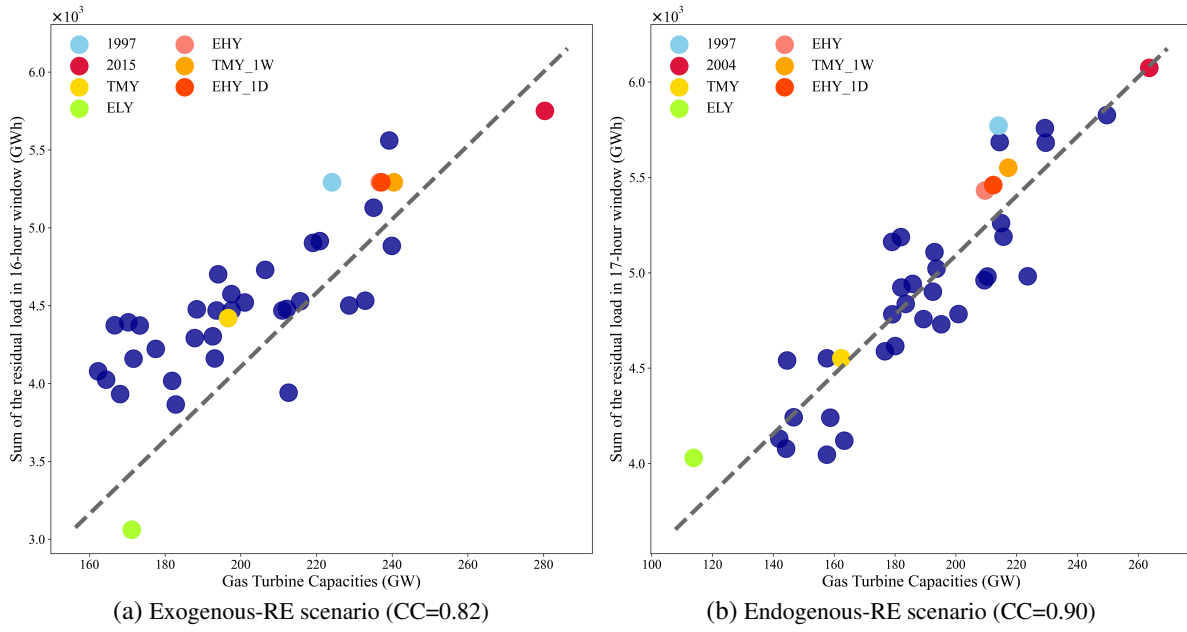 ×10³
1997
2015
TMY
ELY
EHY
TMY_1W
EHY_1D
Sum of the residual load in 16-hour window (GWh)
6.0
5.5
5.0
4.5
4.0
3.5
3.0
160 180 200 220 240 260 280
Gas Turbine Capacities (GW)
(a) Exogenous-RE scenario (CC=0.82)
×10³
1997
2004
TMY
ELY
EHY
TMY_1W
EHY_1D
Sum of the residual load in 17-hour window (GWh)
6.0
5.5
5.0
4.5
4.0
100 120 140 160 180 200 220 240 260
Gas Turbine Capacities (GW)
(b) Endogenous-RE scenario (CC=0.90)